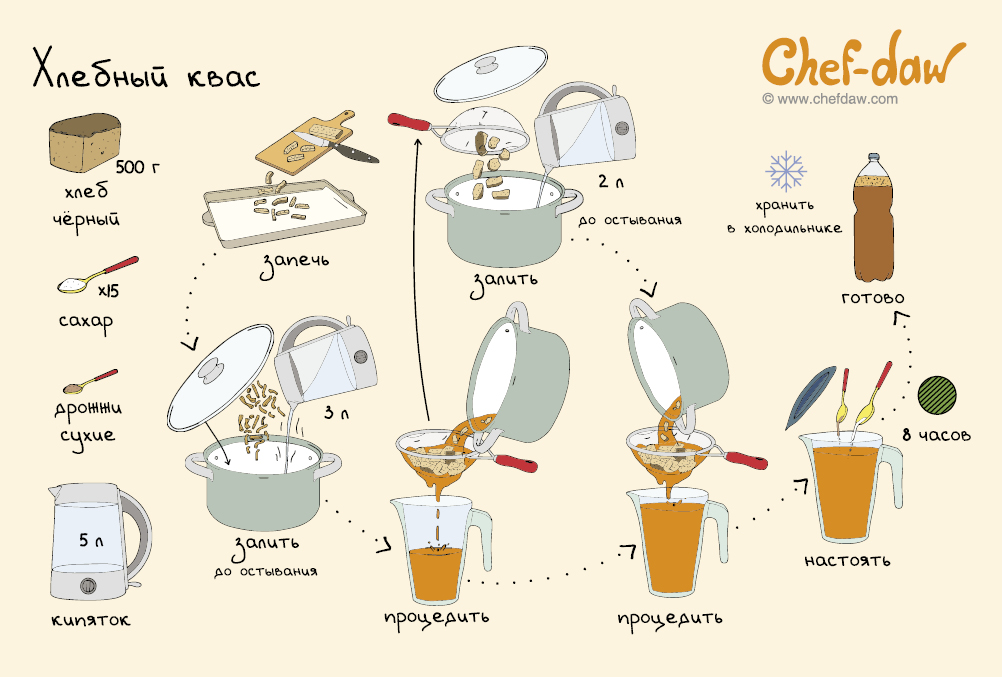 Хлебный квас
Chef-daw
© www.chefdaw.com
500 г
хлеб
чёрный
x15
сахар
дрожжи
сухие
5 л
кипяток
запечь
3 л
залить
до остывания
процедить
2 л
до остывания
залить
процедить
настоять
8 часов
готово
хранить
в холодильнике